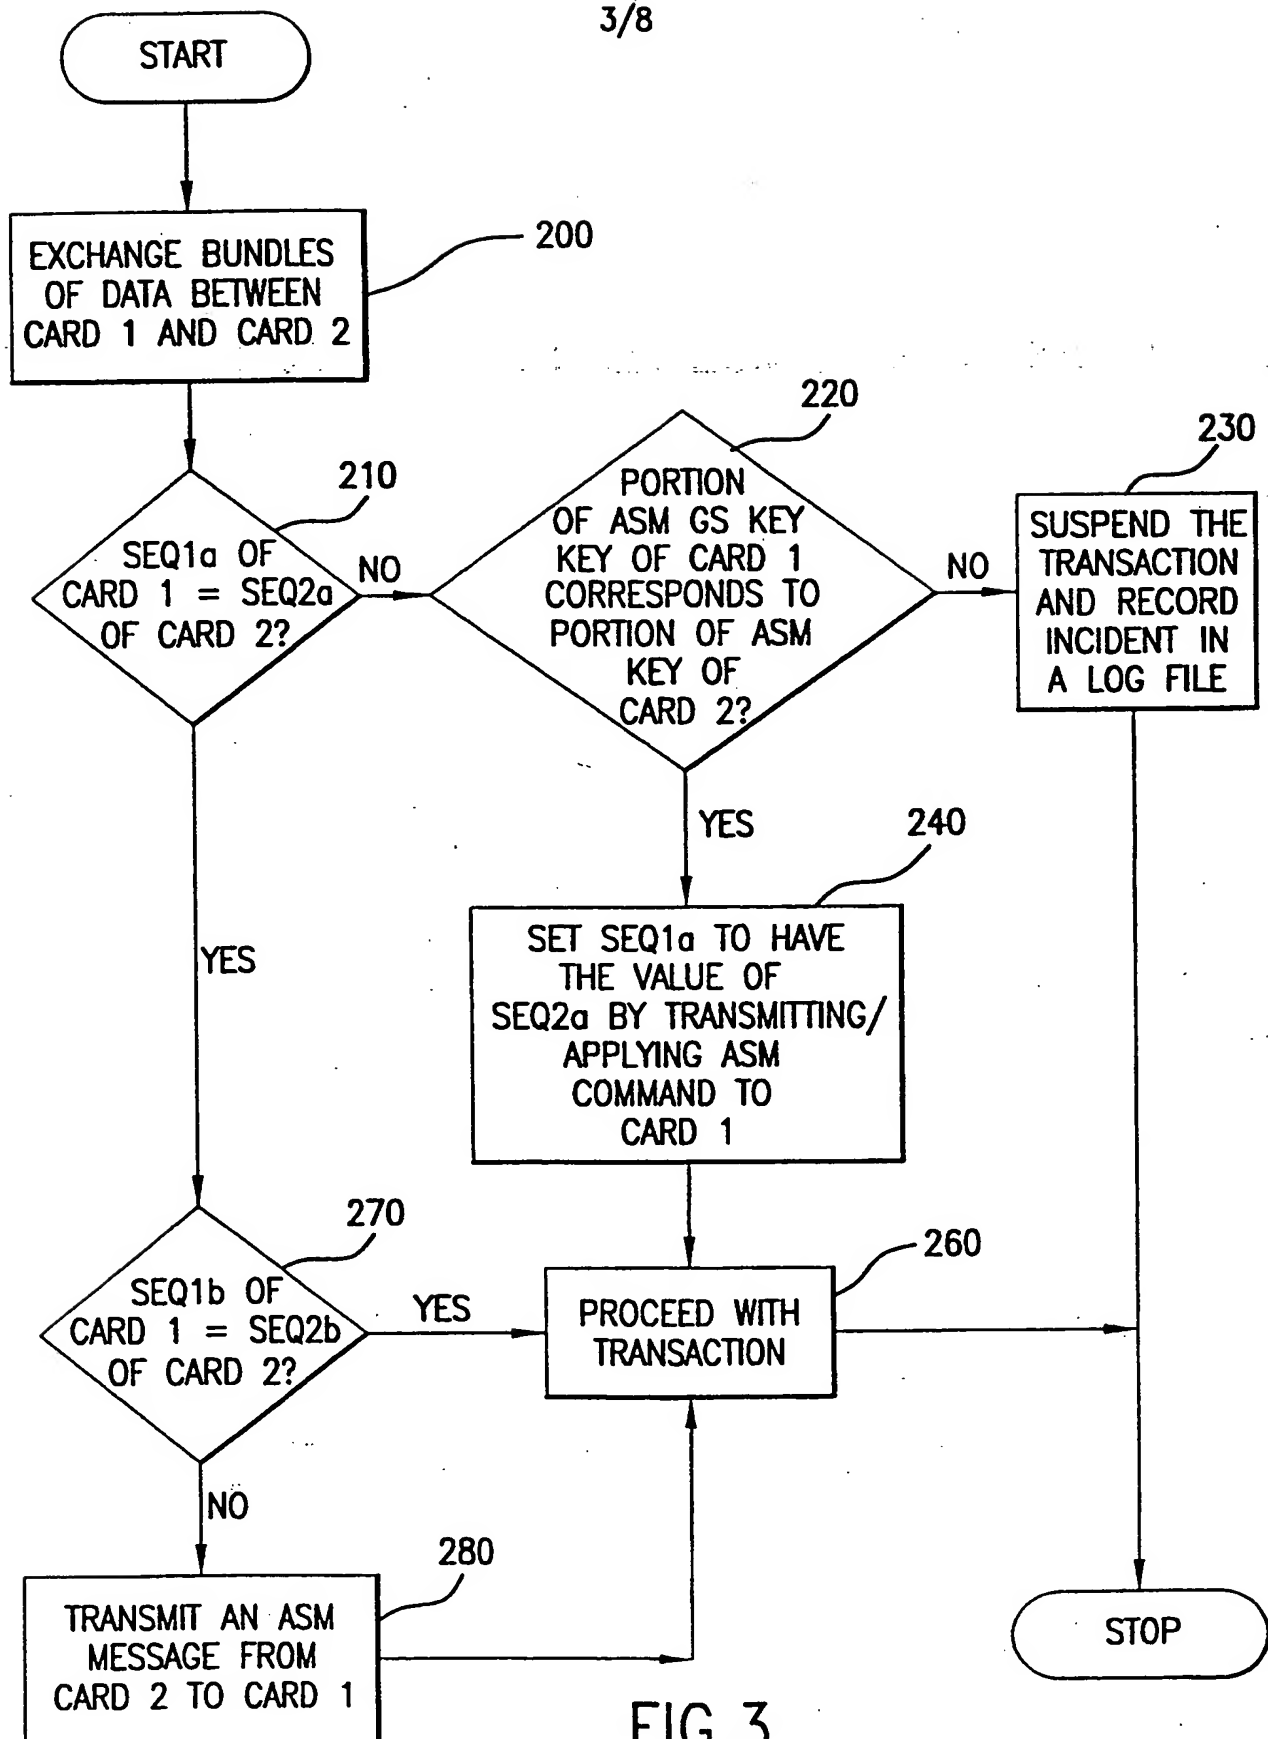 3/8
START
EXCHANGE BUNDLES
OF DATA BETWEEN
CARD 1 AND CARD 2
200
210
SEQ1a OF
CARD 1 = SEQ2a
OF CARD 2?
NO
220
PORTION
OF ASM GS KEY
KEY OF CARD 1
CORRESPONDS TO
PORTION OF ASM
KEY OF
CARD 2?
NO
230
SUSPEND THE
TRANSACTION
AND RECORD
INCIDENT IN
A LOG FILE
YES
240
SET SEQ1a TO HAVE
THE VALUE OF
SEQ2a BY TRANSMITTING/
APPLYING ASM
COMMAND TO
CARD 1
YES
270
SEQ1b OF
CARD 1 = SEQ2b
OF CARD 2?
YES
260
PROCEED WITH
TRANSACTION
NO
280
TRANSMIT AN ASM
MESSAGE FROM
CARD 2 TO CARD 1
STOP
FIG.3